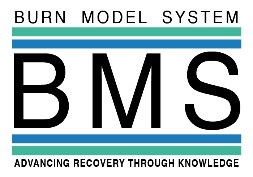 BURN MODEL SYSTEM
BMS
ADVANCING RECOVERY THROUGH KNOWLEDGE